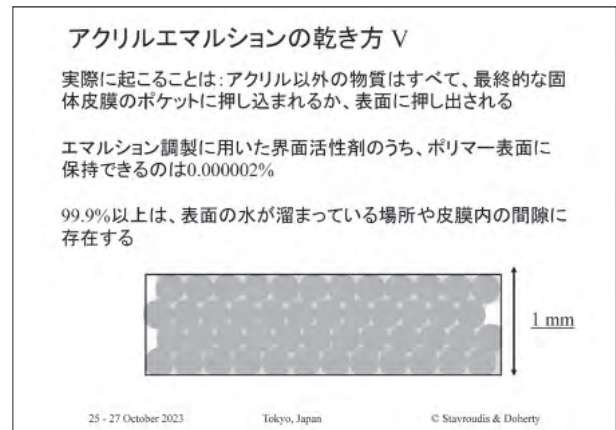 アクリルエマルションの乾き方 V
実際に起こることは：アクリル以外の物質はすべて、最終的な固
体皮膜のポケットに押し込まれるか、表面に押し出される
エマルション調製に用いた界面活性剤のうち、ポリマー表面に
保持できるのは0.000002%
99.9%以上は、表面の水が溜まっている場所や皮膜内の間隙に
存在する
1 mm
25 - 27 October 2023 Tokyo, Japan © Stavroudis & Doherty